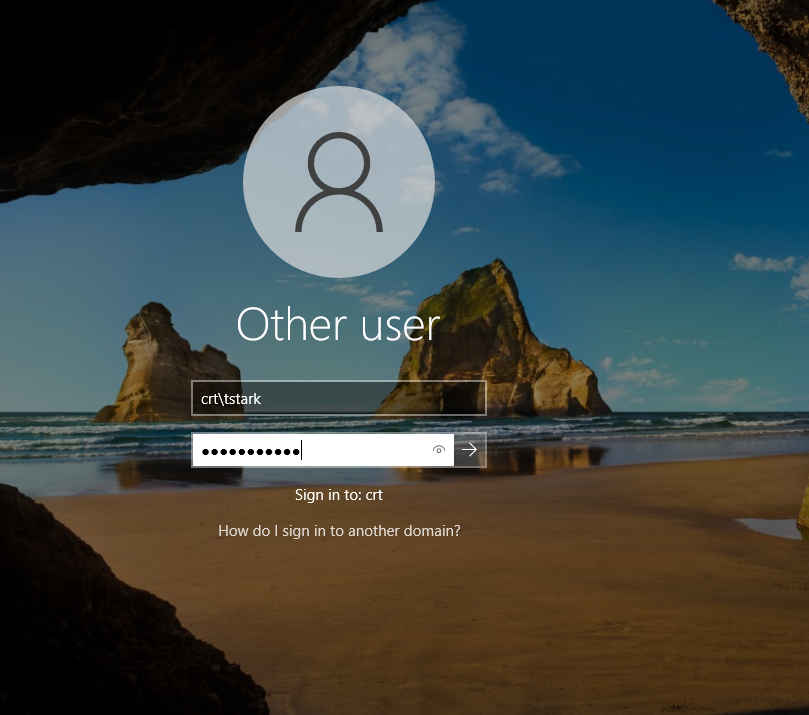 Other user
crt\tstark
●●●●●●●●●●●
Sign in to: crt
How do I sign in to another domain?